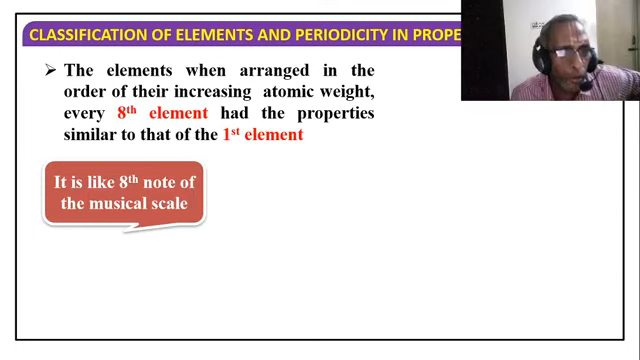 CLASSIFICATION OF ELEMENTS AND PERIODICITY IN PROPE
➤ The elements when arranged in the
order of their increasing atomic weight,
every 8th element had the properties
similar to that of the 1st element
It is like 8th note of
the musical scale